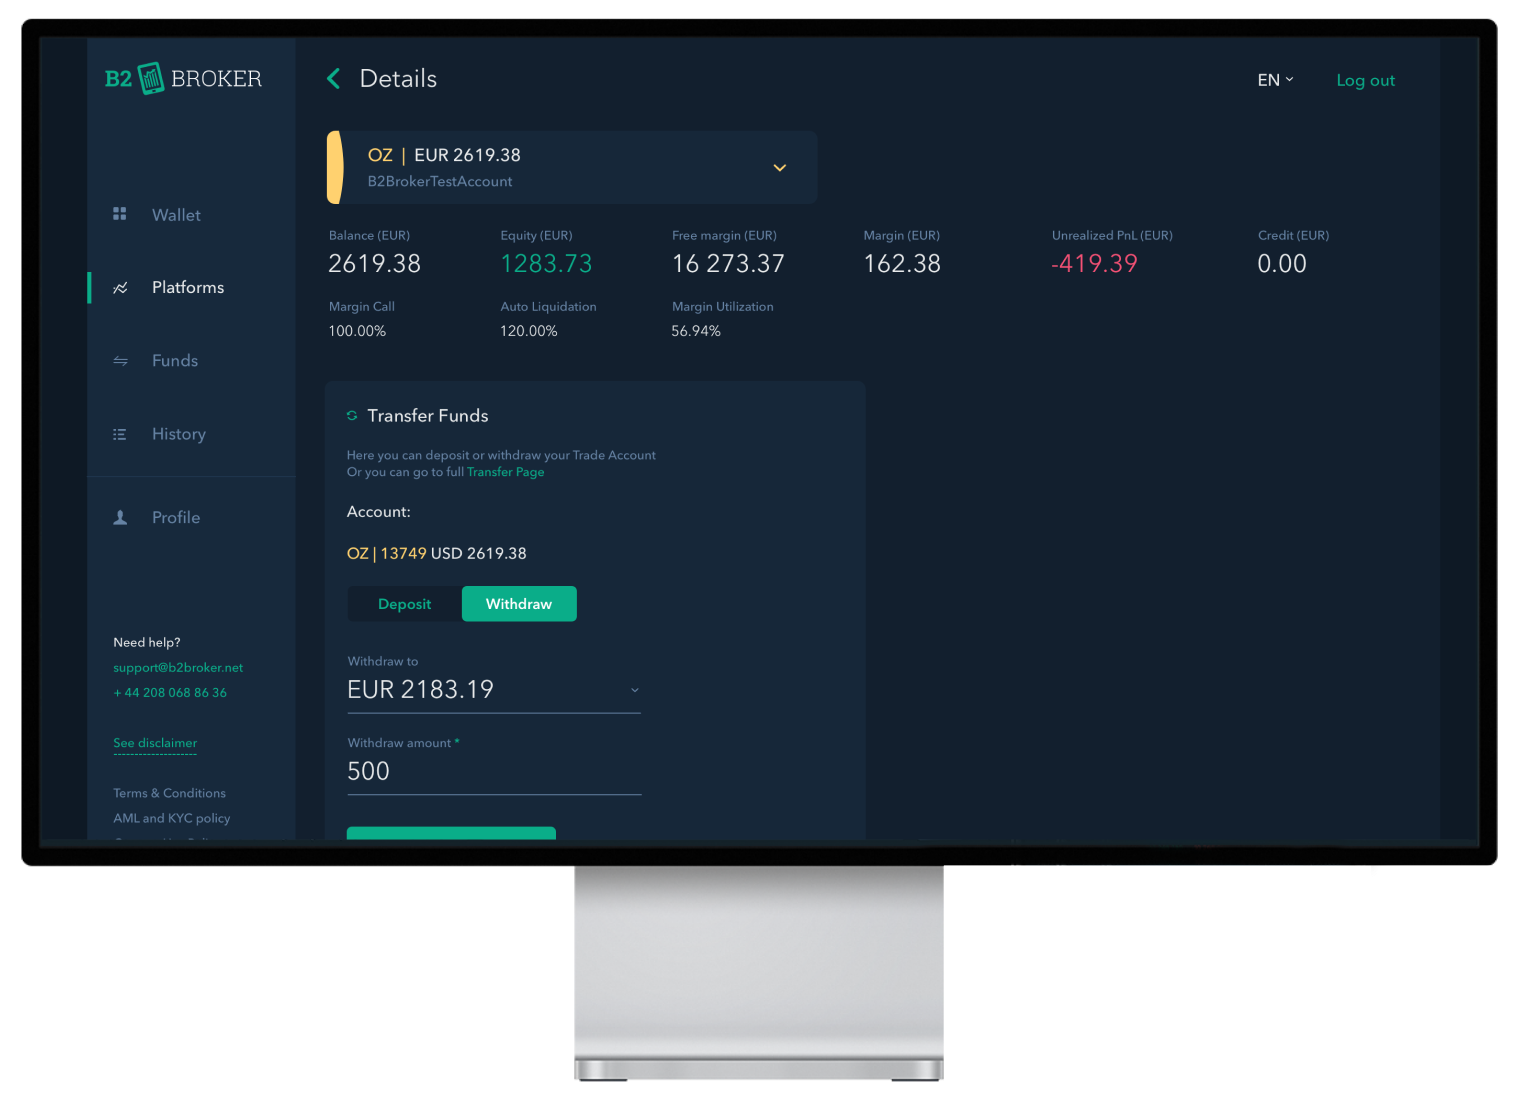 B2 BROKER
Details
EN
Log out
OZ | EUR 2619.38
B2BrokerTestAccount
Wallet
Platforms
Funds
History
Profile
Balance (EUR)
2619.38
Equity (EUR)
1283.73
Free margin (EUR)
16 273.37
Margin (EUR)
162.38
Unrealized PnL (EUR)
-419.39
Credit (EUR)
0.00
Margin Call
100.00%
Auto Liquidation
120.00%
Margin Utilization
56.94%
Transfer Funds
Here you can deposit or withdraw your Trade Account
Or you can go to full Transfer Page
Account:
OZ | 13749 USD 2619.38
Deposit
Withdraw
Withdraw to
EUR 2183.19
Withdraw amount *
500
Need help?
support@b2broker.net
+ 44 208 068 86 36
See disclaimer
Terms & Conditions
AML and KYC policy